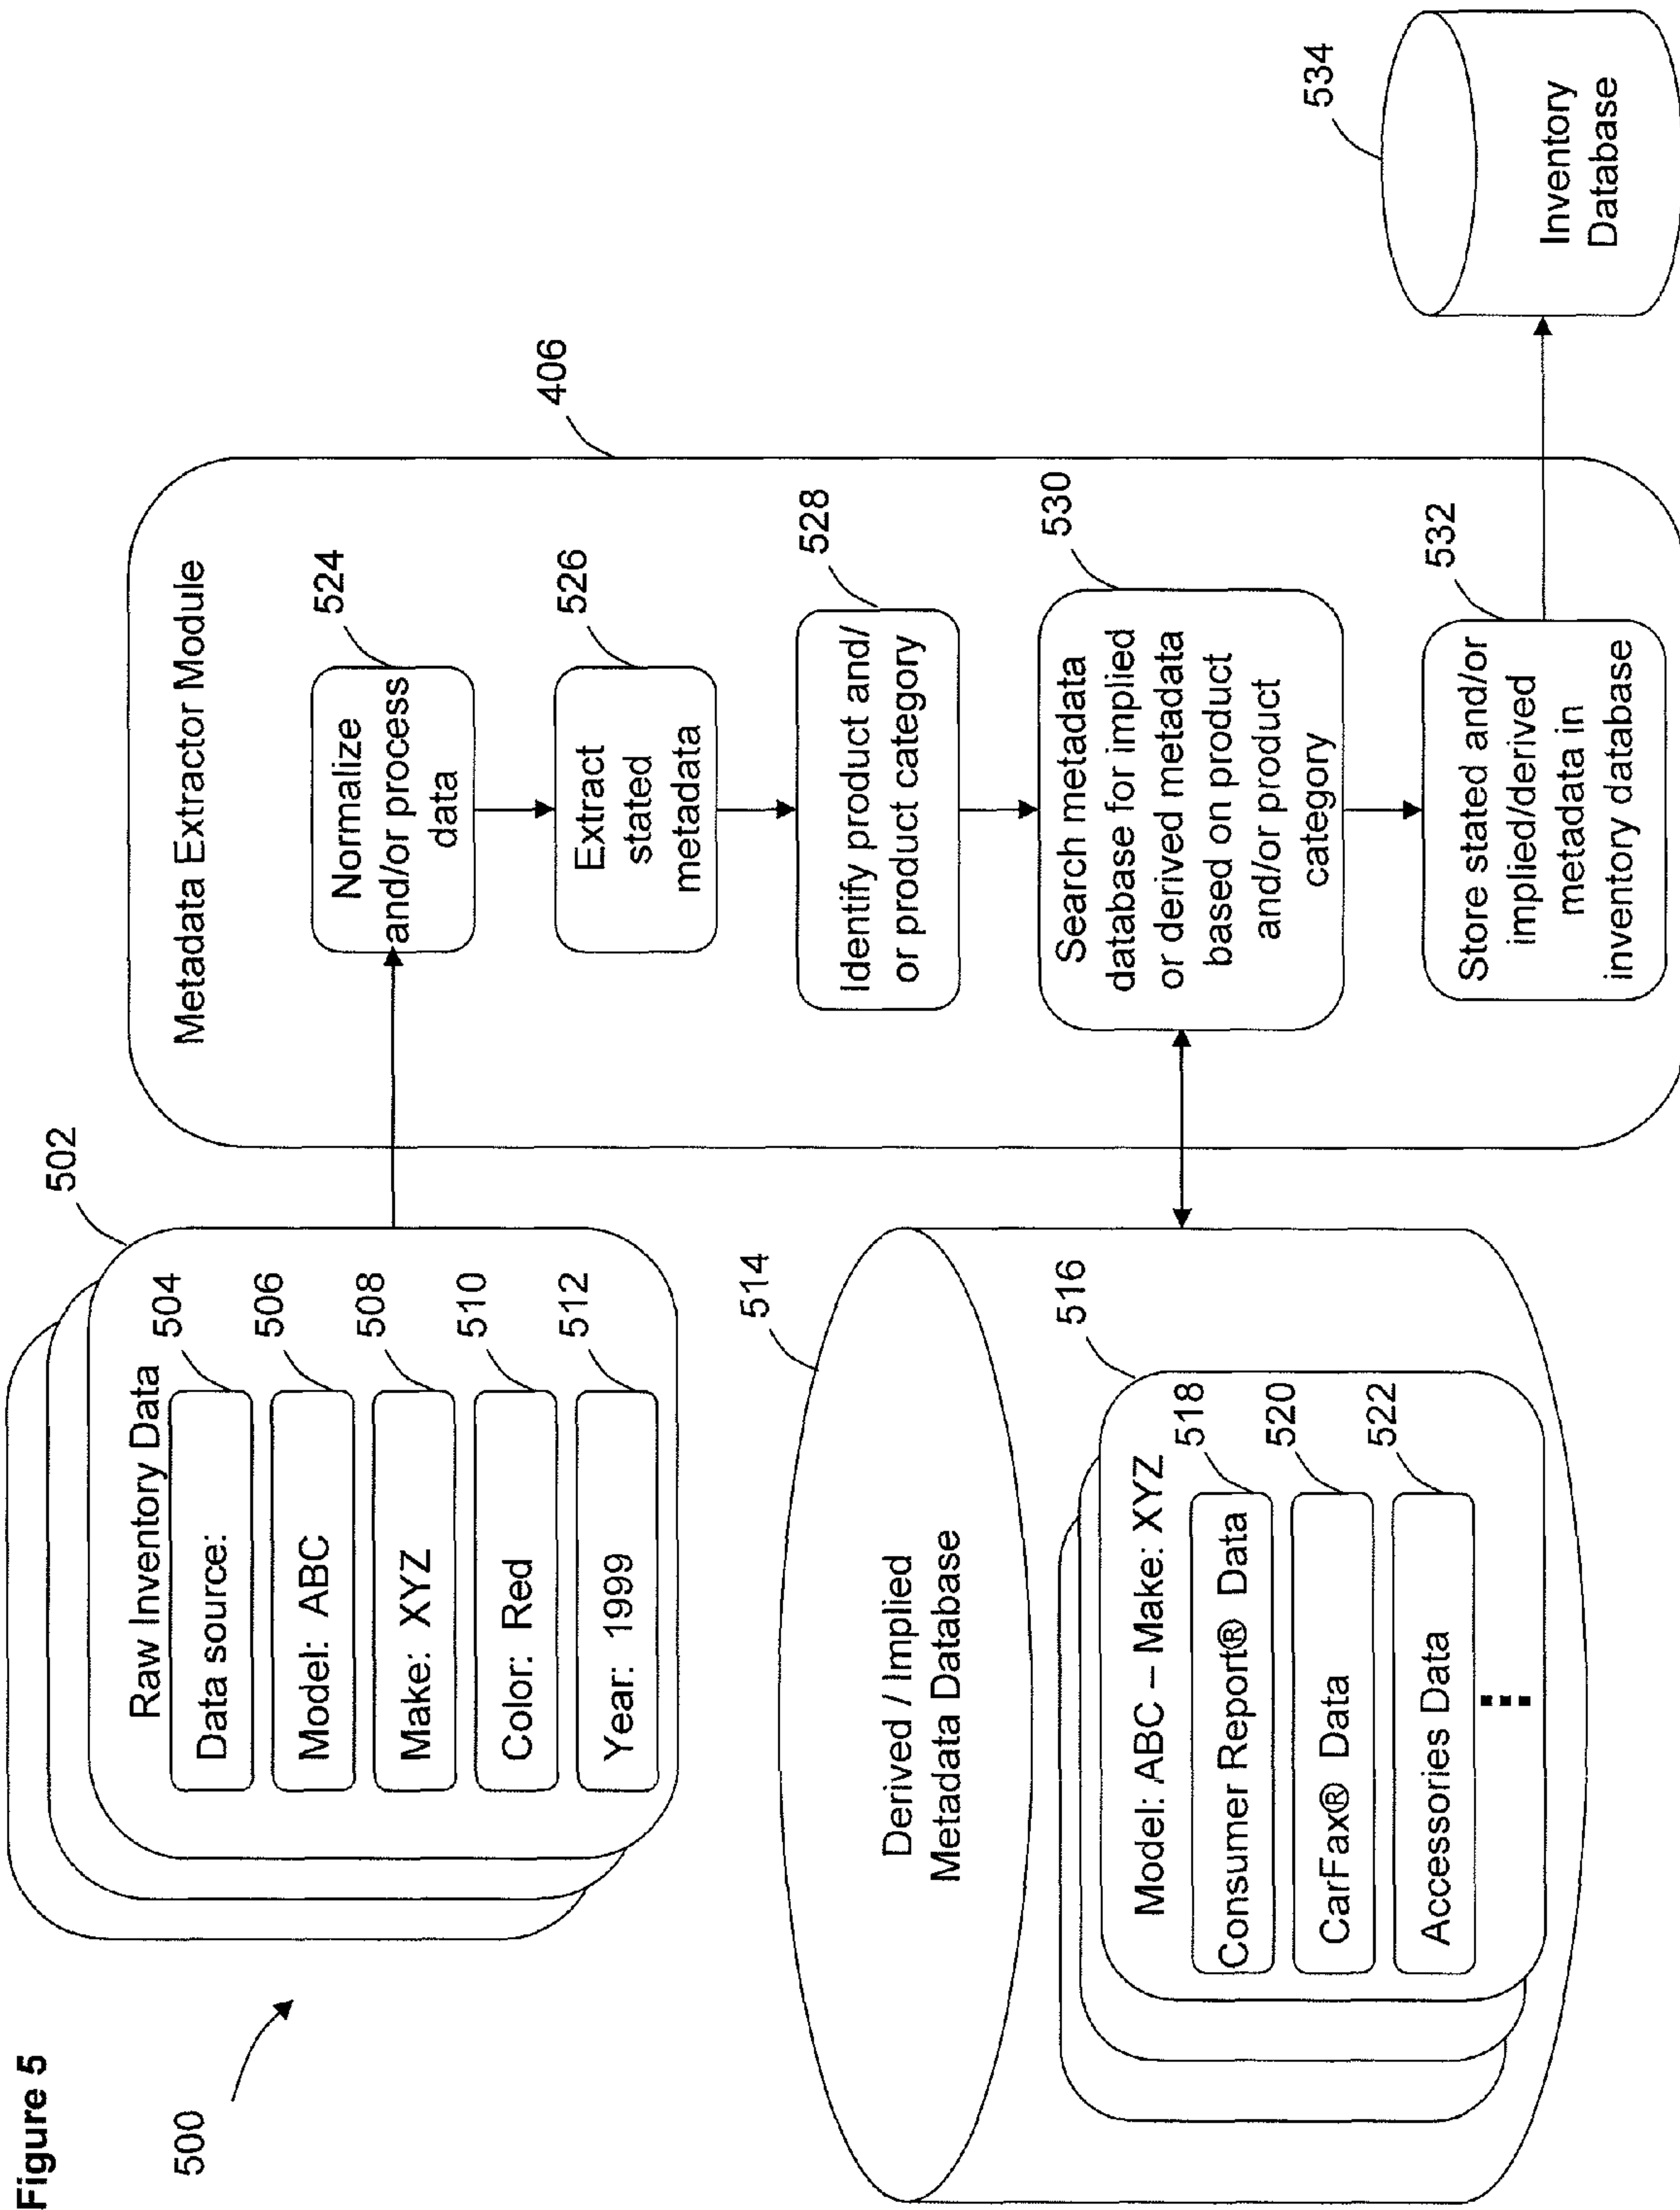 Figure 5
500
502
Raw Inventory Data
Data source:
504
Model: ABC
506
Make: XYZ
508
Color: Red
510
Year: 1999
512
514
Derived / Implied
Metadata Database
516
Model: ABC – Make: XYZ
Consumer Report® Data
518
CarFax® Data
520
Accessories Data
522
406
Metadata Extractor Module
Normalize
and/or process
data
524
Extract
stated
metadata
526
Identify product and/
or product category
528
Search metadata
database for implied
or derived metadata
based on product
and/or product
category
530
Store stated and/or
implied/derived
metadata in
inventory database
532
534
Inventory
Database